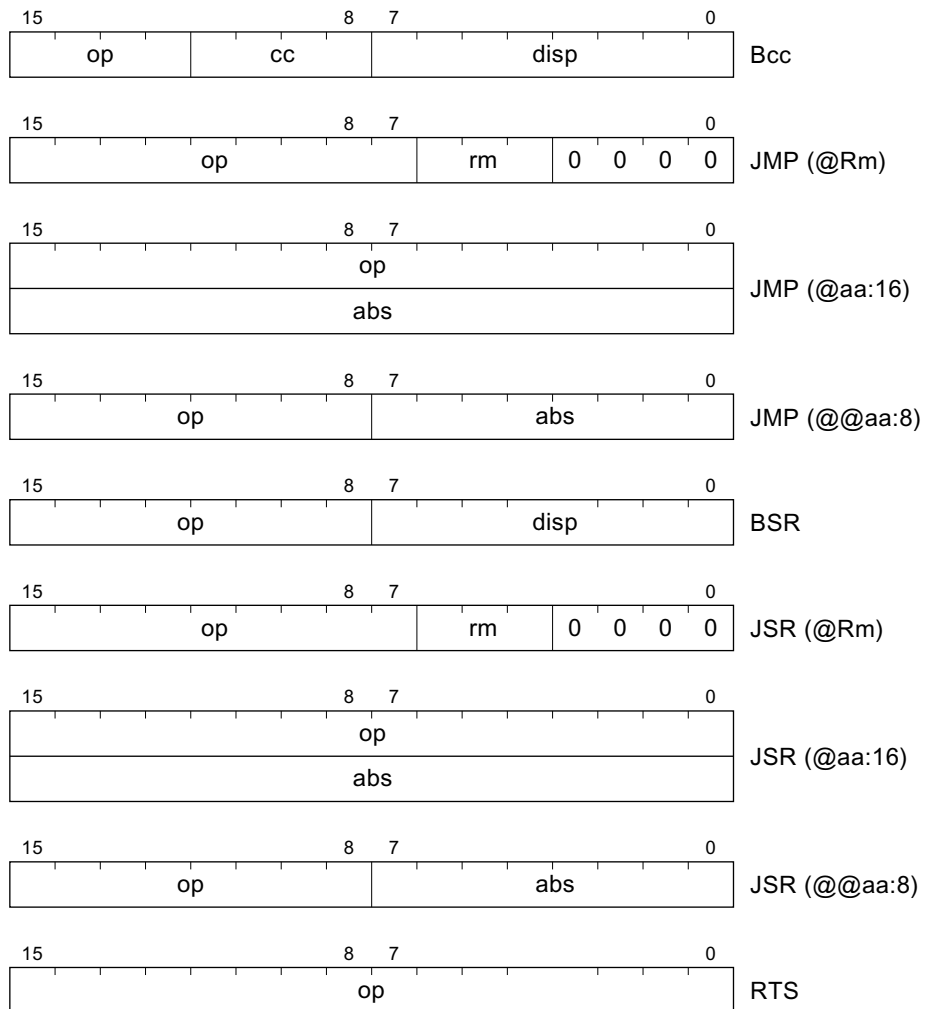 15 8 7 0
op cc disp Bcc
15 8 7 0
op rm 0 0 0 0 JMP (@Rm)
15 8 7 0
op
JMP (@aa:16)
abs
15 8 7 0
op abs JMP (@@aa:8)
15 8 7 0
op disp BSR
15 8 7 0
op rm 0 0 0 0 JSR (@Rm)
15 8 7 0
op
JSR (@aa:16)
abs
15 8 7 0
op abs JSR (@@aa:8)
15 8 7 0
op RTS